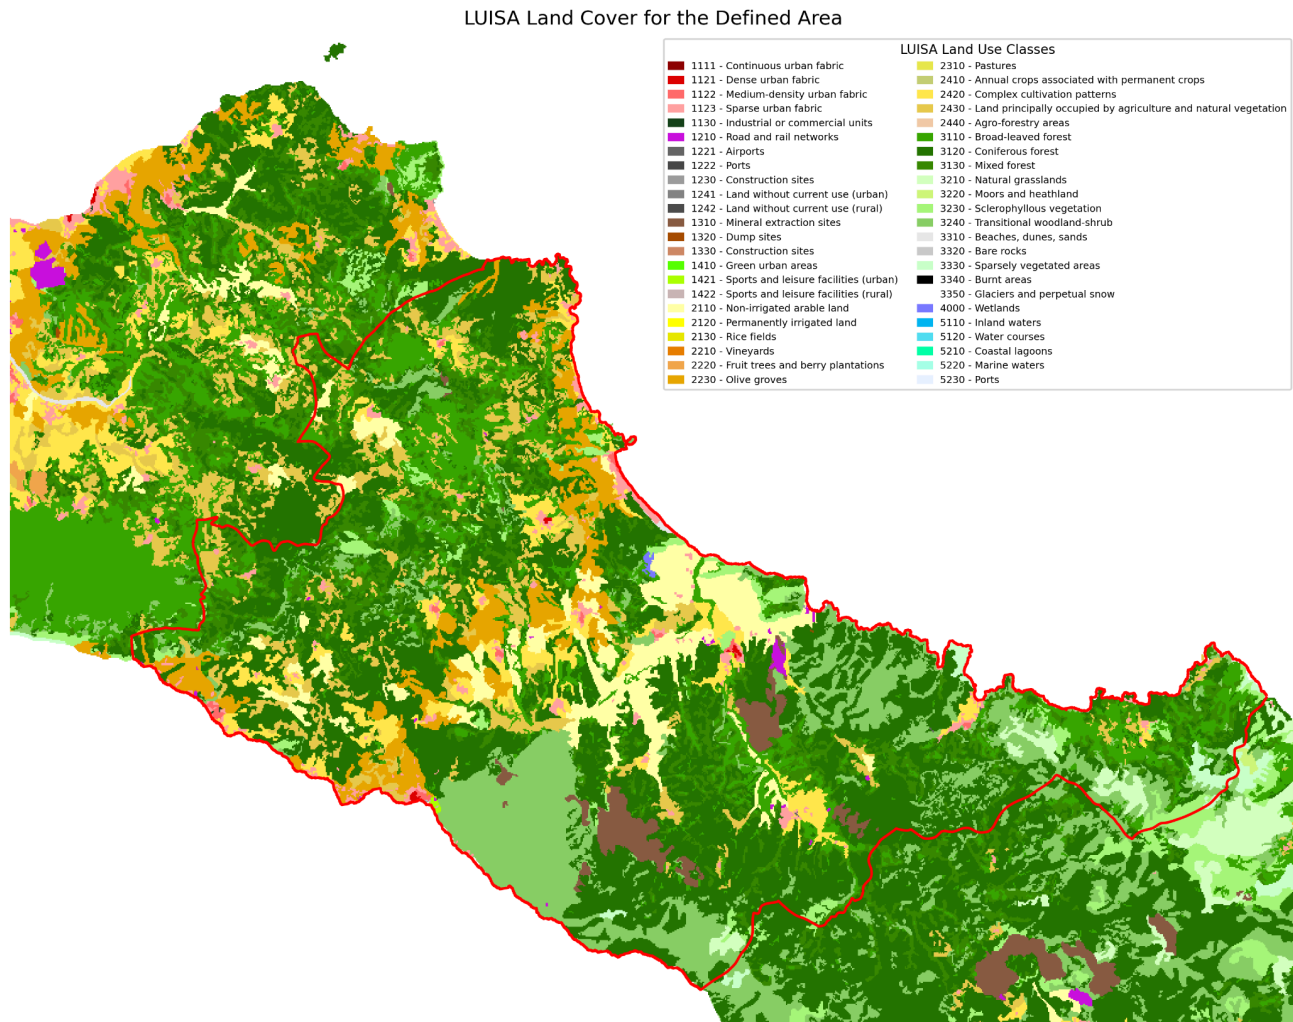 LUISA Land Cover for the Defined Area
LUISA Land Use Classes
1111 - Continuous urban fabric
1121 - Dense urban fabric
1122 - Medium-density urban fabric
1123 - Sparse urban fabric
1130 - Industrial or commercial units
1210 - Road and rail networks
1221 - Airports
1222 - Ports
1230 - Construction sites
1241 - Land without current use (urban)
1242 - Land without current use (rural)
1310 - Mineral extraction sites
1320 - Dump sites
1330 - Construction sites
1410 - Green urban areas
1421 - Sports and leisure facilities (urban)
1422 - Sports and leisure facilities (rural)
2110 - Non-irrigated arable land
2120 - Permanently irrigated land
2130 - Rice fields
2210 - Vineyards
2220 - Fruit trees and berry plantations
2230 - Olive groves
2310 - Pastures
2410 - Annual crops associated with permanent crops
2420 - Complex cultivation patterns
2430 - Land principally occupied by agriculture and natural vegetation
2440 - Agro-forestry areas
3110 - Broad-leaved forest
3120 - Coniferous forest
3130 - Mixed forest
3210 - Natural grasslands
3220 - Moors and heathland
3230 - Sclerophyllous vegetation
3240 - Transitional woodland-shrub
3310 - Beaches, dunes, sands
3320 - Bare rocks
3330 - Sparsely vegetated areas
3340 - Burnt areas
3350 - Glaciers and perpetual snow
4000 - Wetlands
5110 - Inland waters
5120 - Water courses
5210 - Coastal lagoons
5220 - Marine waters
5230 - Ports